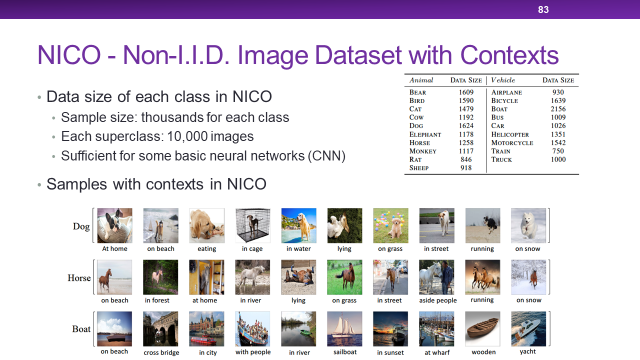 83
NICO - Non-I.I.D. Image Dataset with Contexts
• Data size of each class in NICO
• Sample size: thousands for each class
• Each superclass: 10,000 images
• Sufficient for some basic neural networks (CNN)
• Samples with contexts in NICO
Animal DATA SIZE Vehicle DATA SIZE
BEAR 1609 AIRPLANE 930
BIRD 1590 BICYCLE 1639
CAT 1479 BOAT 2156
COW 1192 BUS 1009
DOG 1624 CAR 1026
ELEPHANT 1178 HELICOPTER 1351
HORSE 1258 MOTORCYCLE 1542
MONKEY 1117 TRAIN 750
RAT 846 TRUCK 1000
SHEEP 918
Dog
At home on beach eating in cage in water lying on grass in street running on snow
Horse
on beach in forest at home in river lying on grass in street aside people running on snow
Boat
on beach cross bridge in city with people in river sailboat in sunset at wharf wooden yacht